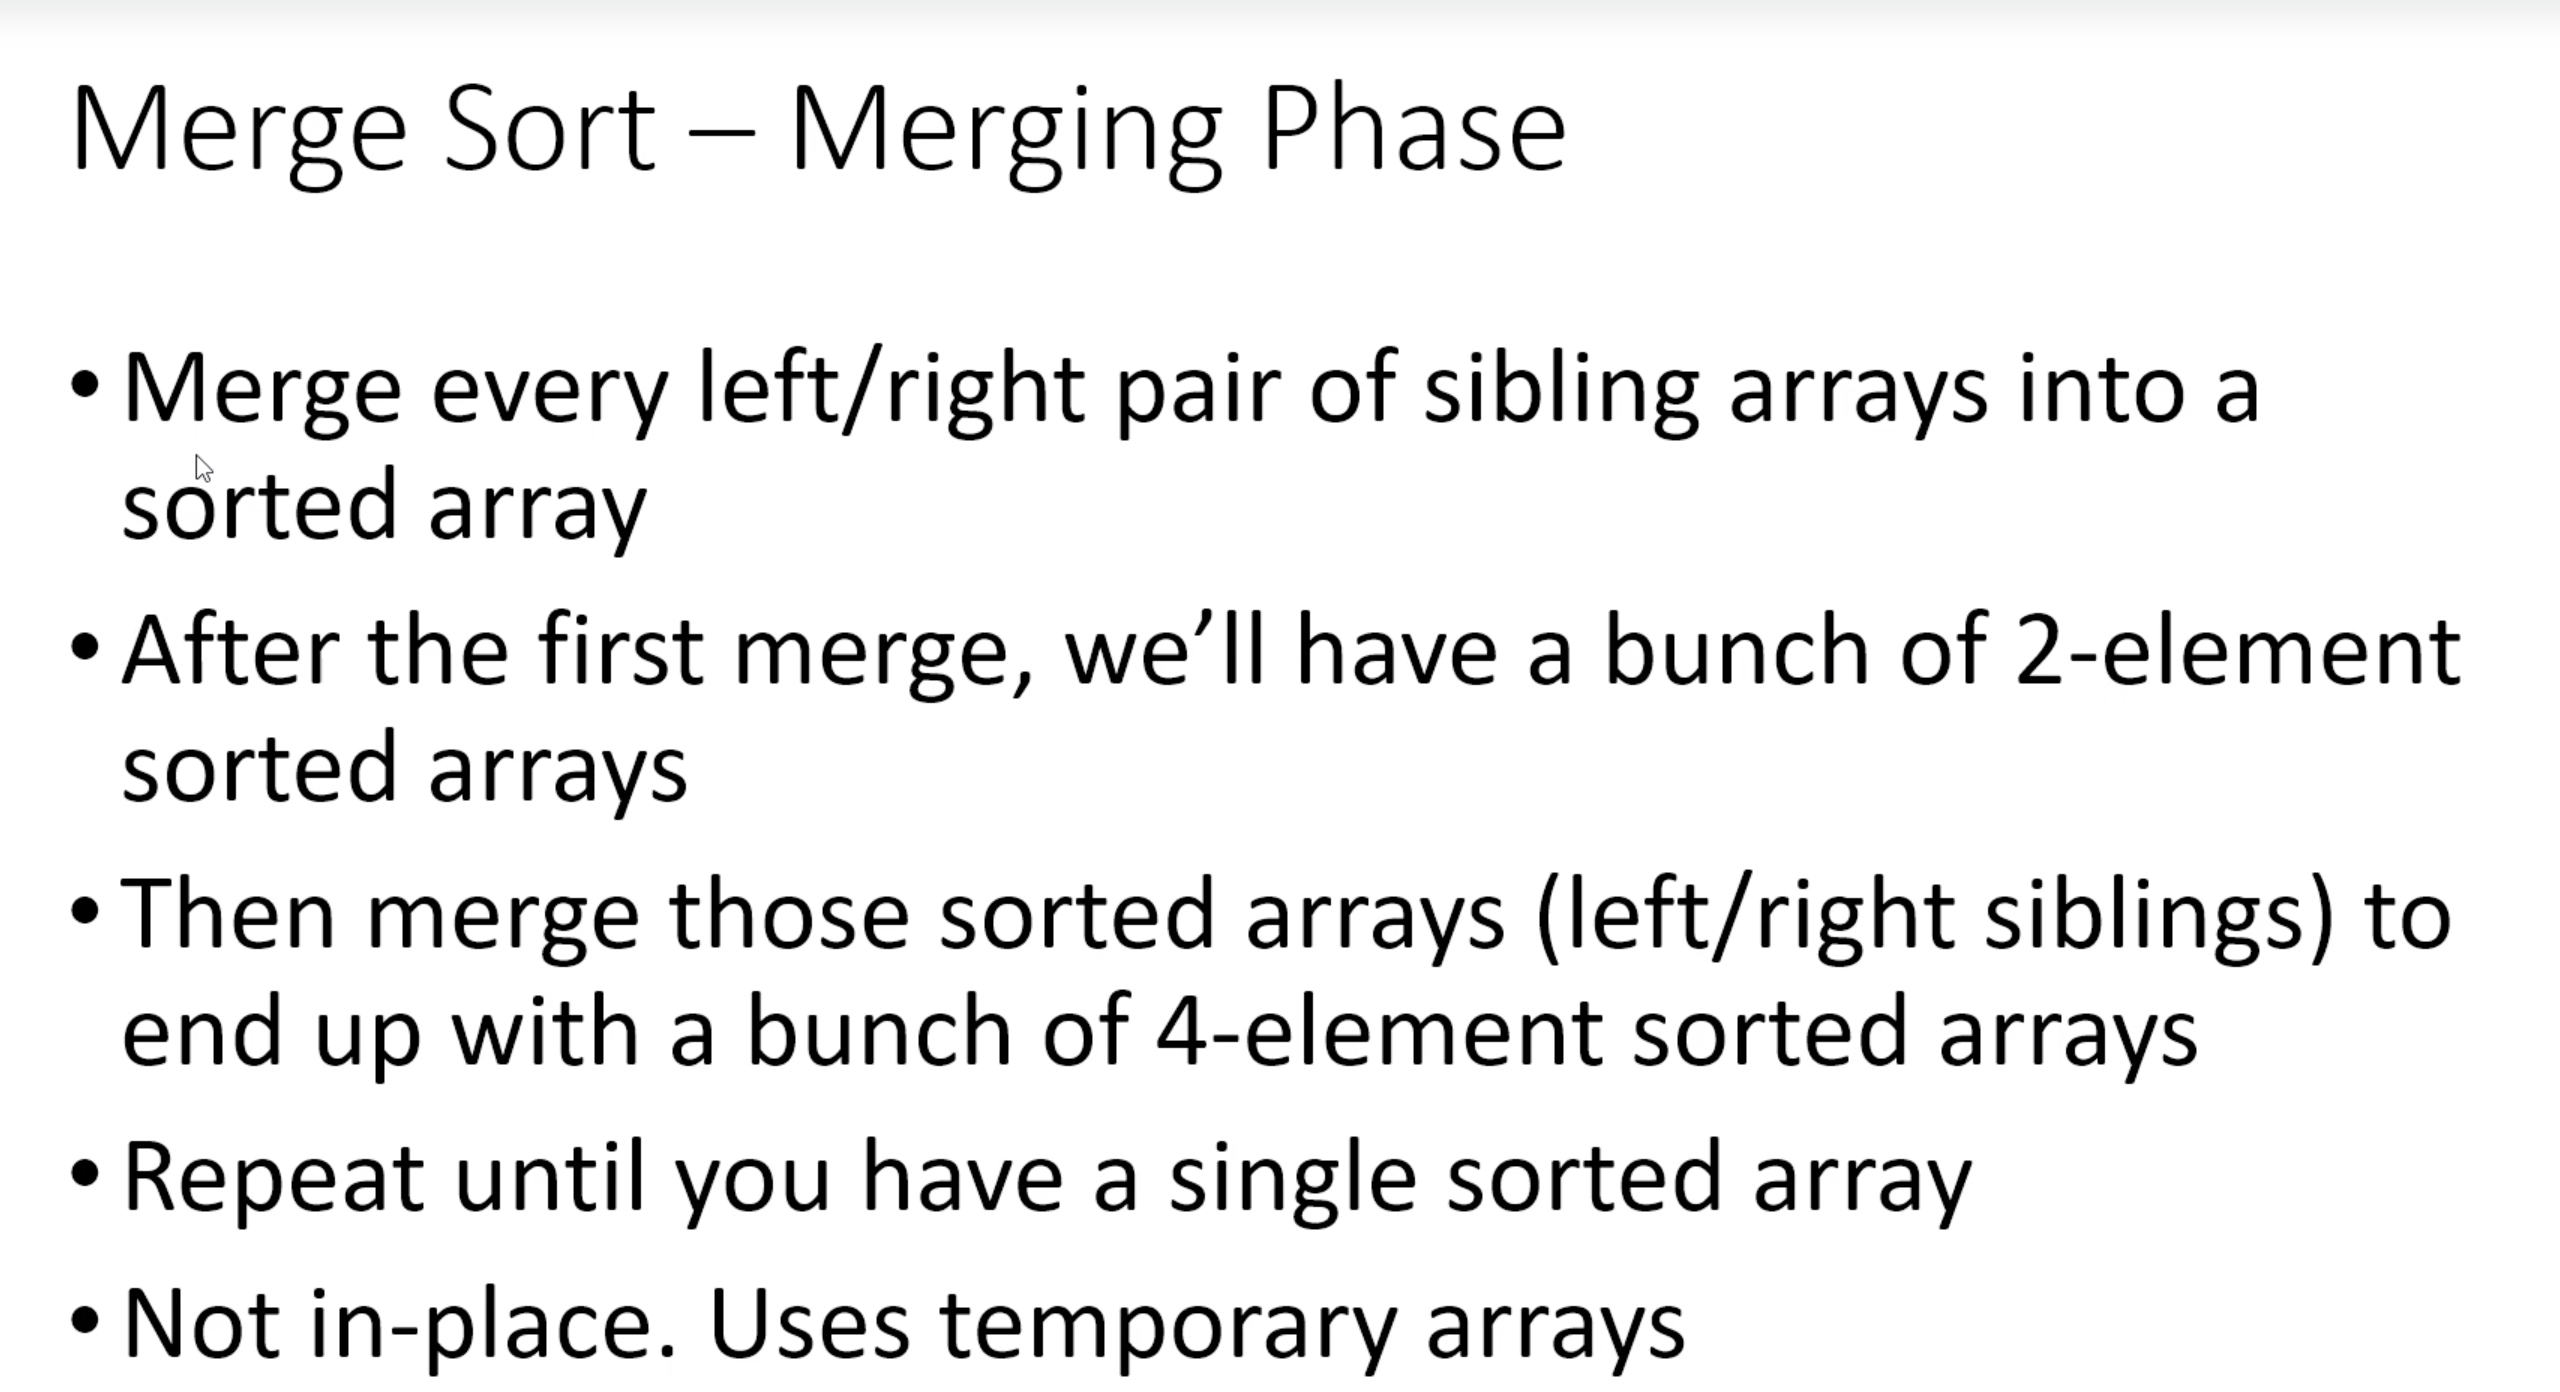 Merge Sort – Merging Phase
• Merge every left/right pair of sibling arrays into a
sorted array
• After the first merge, we’ll have a bunch of 2-element
sorted arrays
• Then merge those sorted arrays (left/right siblings) to
end up with a bunch of 4-element sorted arrays
• Repeat until you have a single sorted array
• Not in-place. Uses temporary arrays